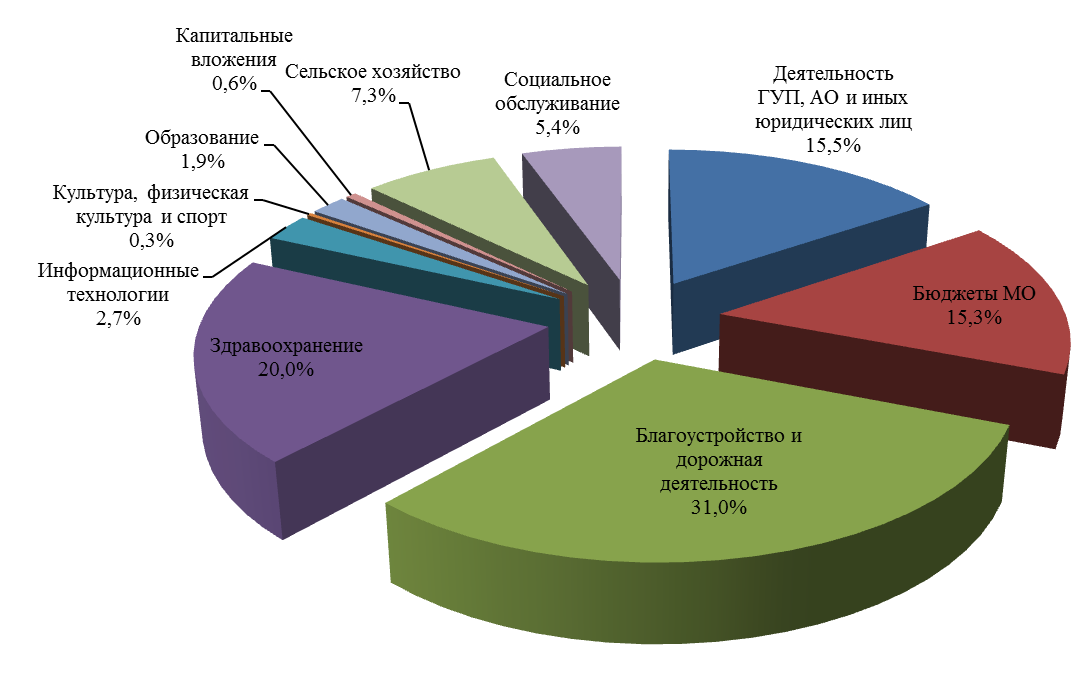 Капитальные
вложения
0,6%
Сельское хозяйство
7,3%
Социальное
обслуживание
5,4%
Деятельность
ГУП, АО и иных
юридических лиц
15,5%
Образование
1,9%
Культура, физическая
культура и спорт
0,3%
Информационные
технологии
2,7%
Бюджеты МО
15,3%
Здравоохранение
20,0%
Благоустройство и
дорожная
деятельность
31,0%